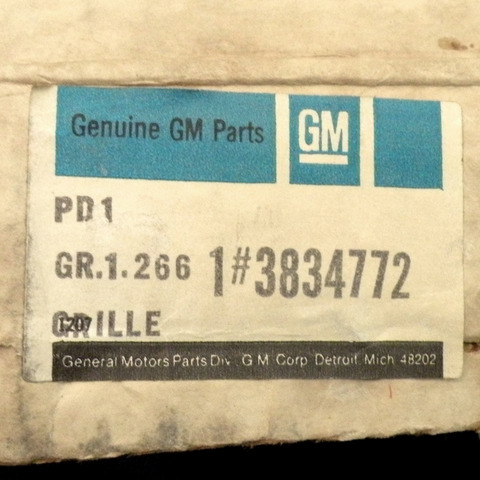 Genuine GM Parts GM
PD1
GR.1.266 1#3834772
1207
GRILLE
General Motors Parts Div. G M Corp Detroit Mich 48202